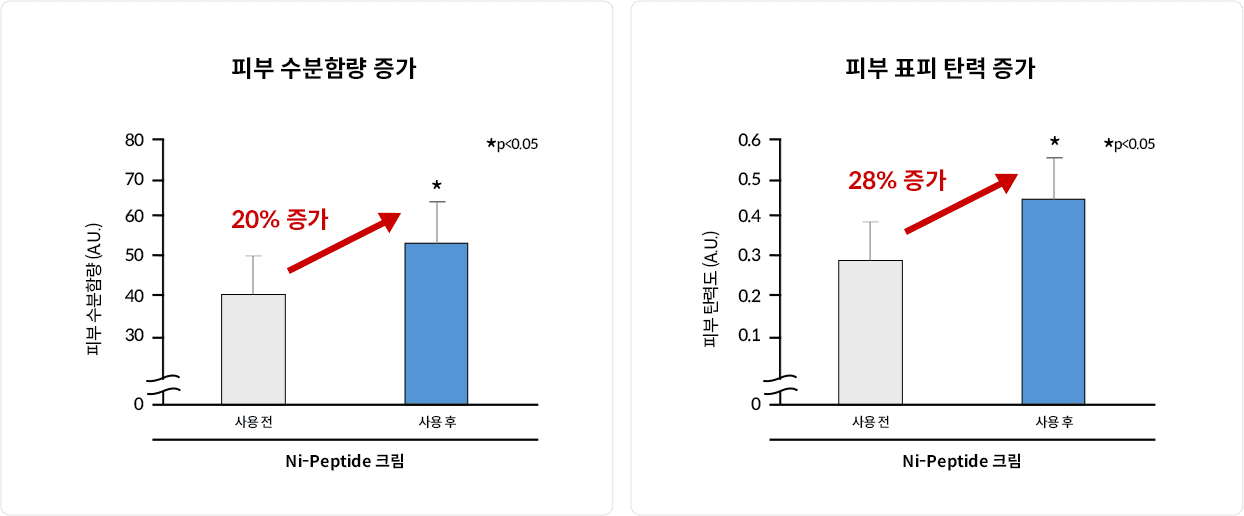 피부 수분함량 증가
*p<0.05
80
70
60
50
40
30
0
피부 수분함량 (A.U.)
20% 증가
*
사용 전
사용 후
Ni-Peptide 크림
피부 표피 탄력 증가
*p<0.05
0.6
0.5
0.4
0.3
0.2
0.1
0
피부 탄력도 (A.U.)
28% 증가
*
사용 전
사용 후
Ni-Peptide 크림